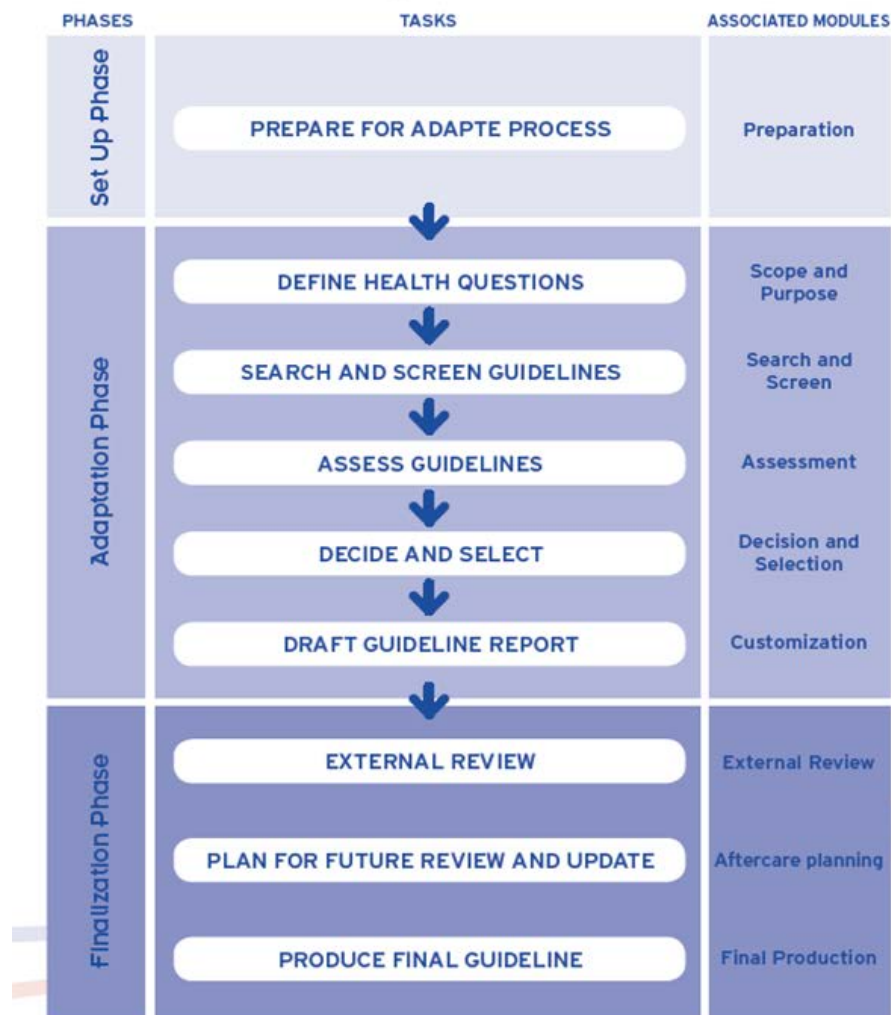 PHASES
TASKS
ASSOCIATED MODULES
Set Up Phase
PREPARE FOR ADAPTE PROCESS
Preparation
Adaptation Phase
DEFINE HEALTH QUESTIONS
Scope and
Purpose
SEARCH AND SCREEN GUIDELINES
Search and
Screen
ASSESS GUIDELINES
Assessment
DECIDE AND SELECT
Decision and
Selection
DRAFT GUIDELINE REPORT
Customization
Finalization Phase
EXTERNAL REVIEW
External Review
PLAN FOR FUTURE REVIEW AND UPDATE
Aftercare planning
PRODUCE FINAL GUIDELINE
Final Production